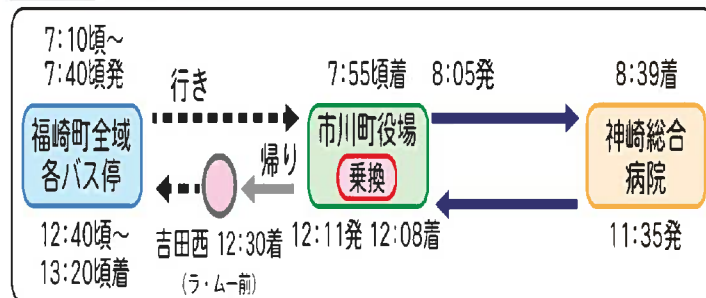 7:10頃～
7:40頃発
行き
7:55頃着 8:05発
8:39着
福崎町全域
各バス停
市川町役場
乗換
神崎総合
病院
帰り
12:40頃～
13:20頃着
吉田西 12:30着
(ラ・ムー前)
12:11発 12:08着
11:35発